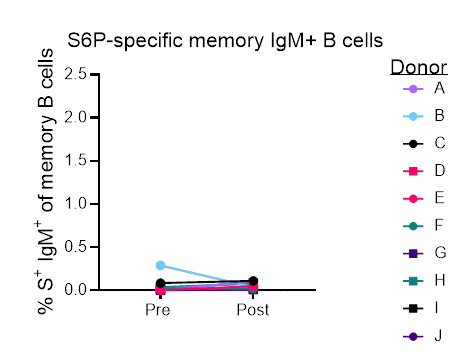 S6P-specific memory IgM+ B cells
% S⁺ IgM⁺ of memory B cells
2.5
2.0
1.5
1.0
0.5
0.0
Pre
Post
Donor
A
B
C
D
E
F
G
H
I
J